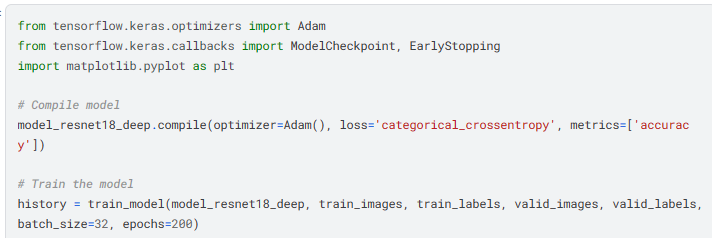 from tensorflow.keras.optimizers import Adam
from tensorflow.keras.callbacks import ModelCheckpoint, EarlyStopping
import matplotlib.pyplot as plt
# Compile model
model_resnet18_deep.compile(optimizer=Adam(), loss='categorical_crossentropy', metrics=['accurac
y'])
# Train the model
history = train_model(model_resnet18_deep, train_images, train_labels, valid_images, valid_labels,
batch_size=32, epochs=200)